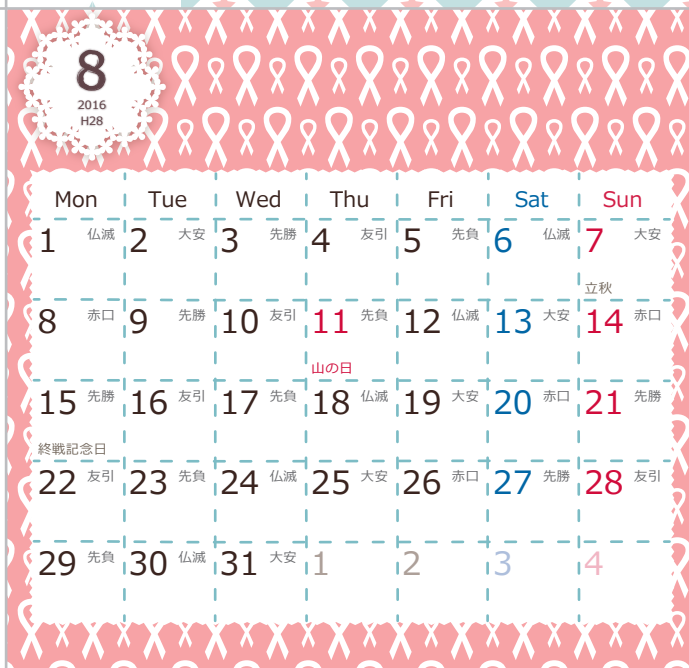 8
2016
H28
Mon Tue Wed Thu Fri Sat Sun
1 仏滅 2 大安 3 先勝 4 友引 5 先負 6 仏滅 7 大安
立秋
8 赤口 9 先勝 10 友引 11 先負 12 仏滅 13 大安 14 赤口
山の日
15 先勝 16 友引 17 先負 18 仏滅 19 大安 20 赤口 21 先勝
終戦記念日
22 友引 23 先負 24 仏滅 25 大安 26 赤口 27 先勝 28 友引
29 先負 30 仏滅 31 大安 1 2 3 4